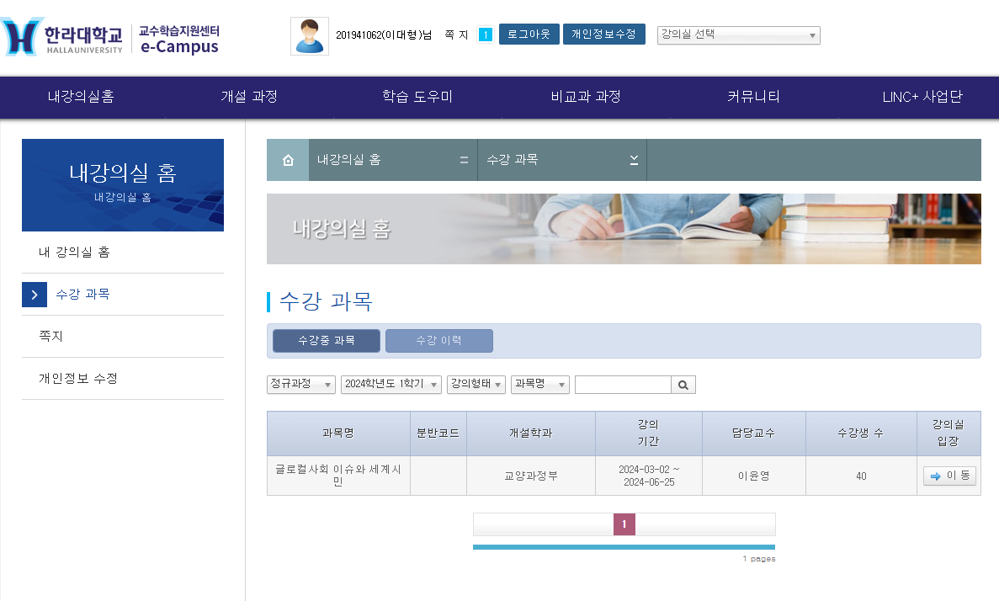 한라대학교
HALLA UNIVERSITY
교수학습지원센터
e-Campus
201941062(이대형)님 쪽 지 1 로그아웃 개인정보수정 강의실 선택
내강의실홈 개설 과정 학습 도우미 비교과 과정 커뮤니티 LINC+ 사업단
내강의실 홈
내강의실 홈
내 강의실 홈
수강 과목
쪽지
개인정보 수정
내강의실 홈 수강 과목
내강의실 홈
수강 과목
수강중 과목 수강 이력
정규과정 2024학년도 1학기 강의형태 과목명
과목명 분반코드 개설학과 강의 기간 담당교수 수강생 수 강의실 입장
글로컬사회 이슈와 세계시민 교양과정부 2024-03-02 ~ 2024-06-25 이윤영 40 이 동
1
1 pages